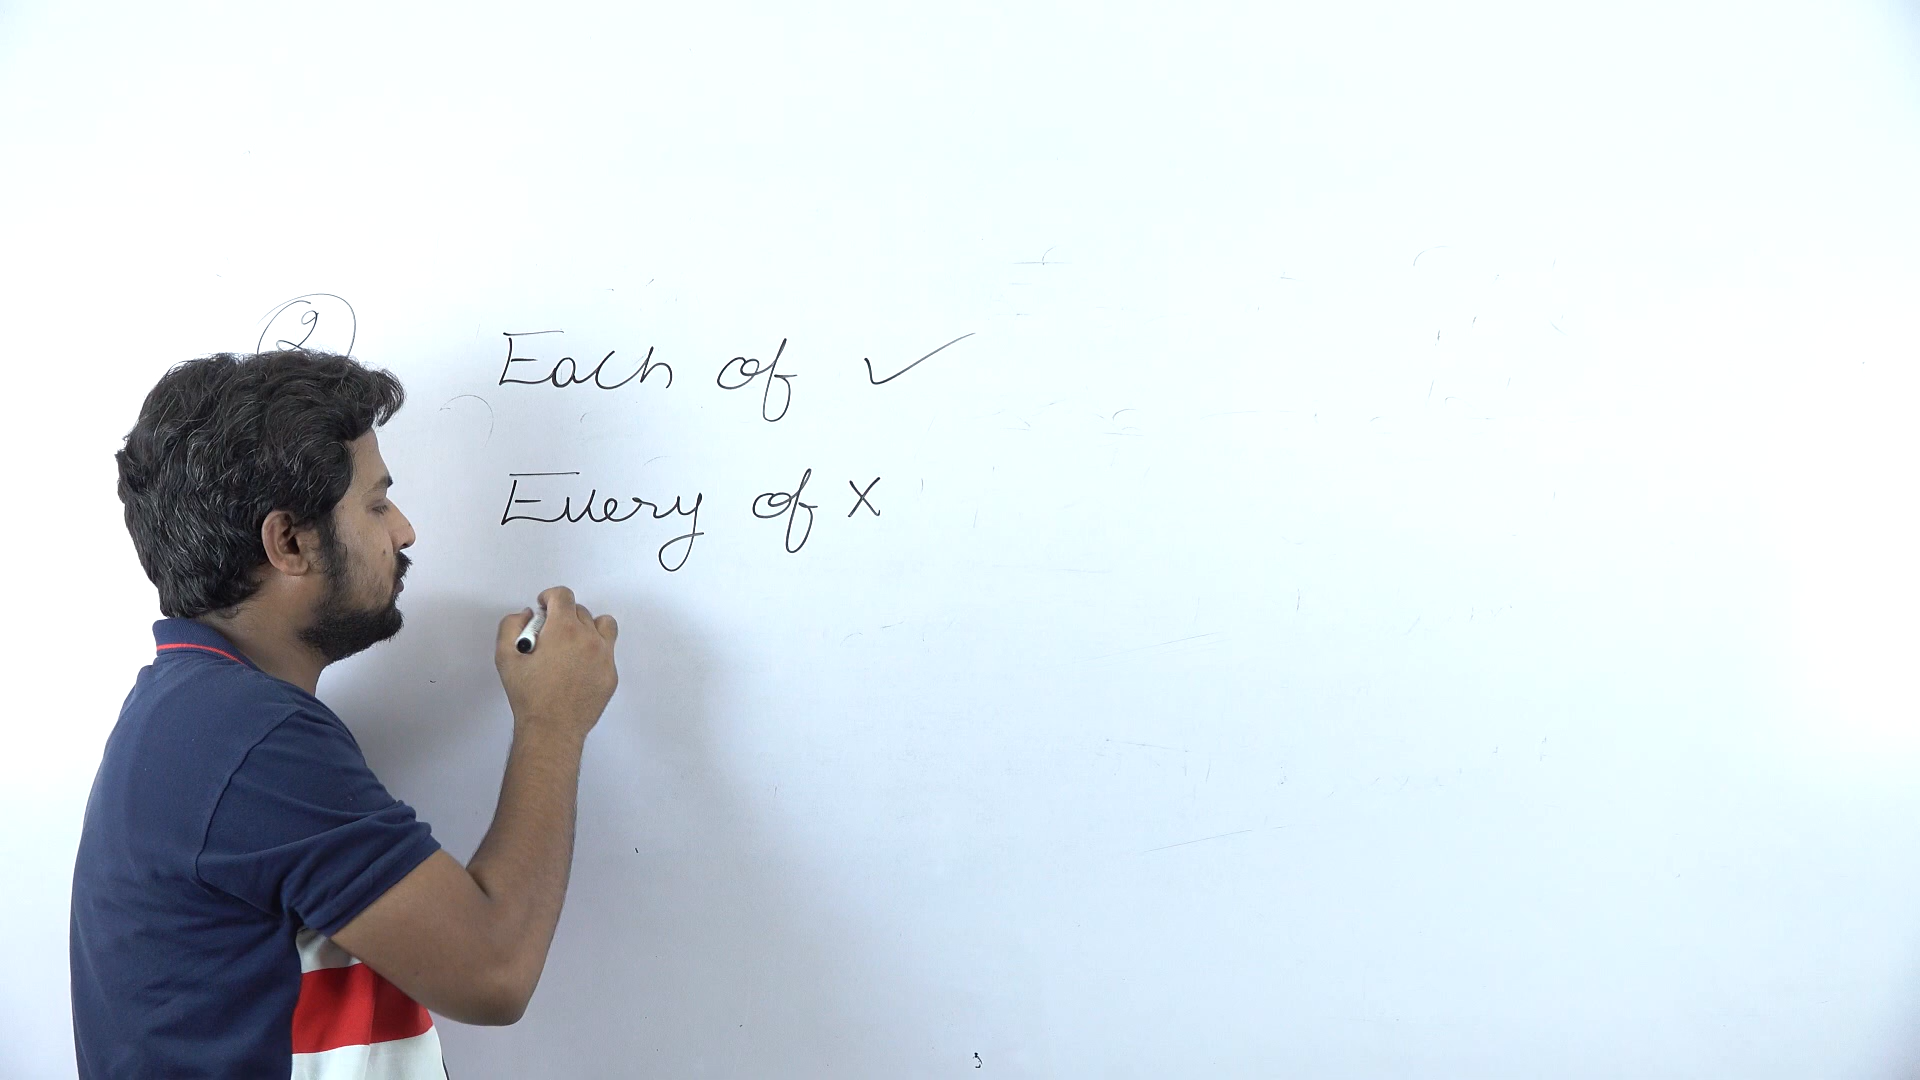 2
Each of ✓
Every of ×